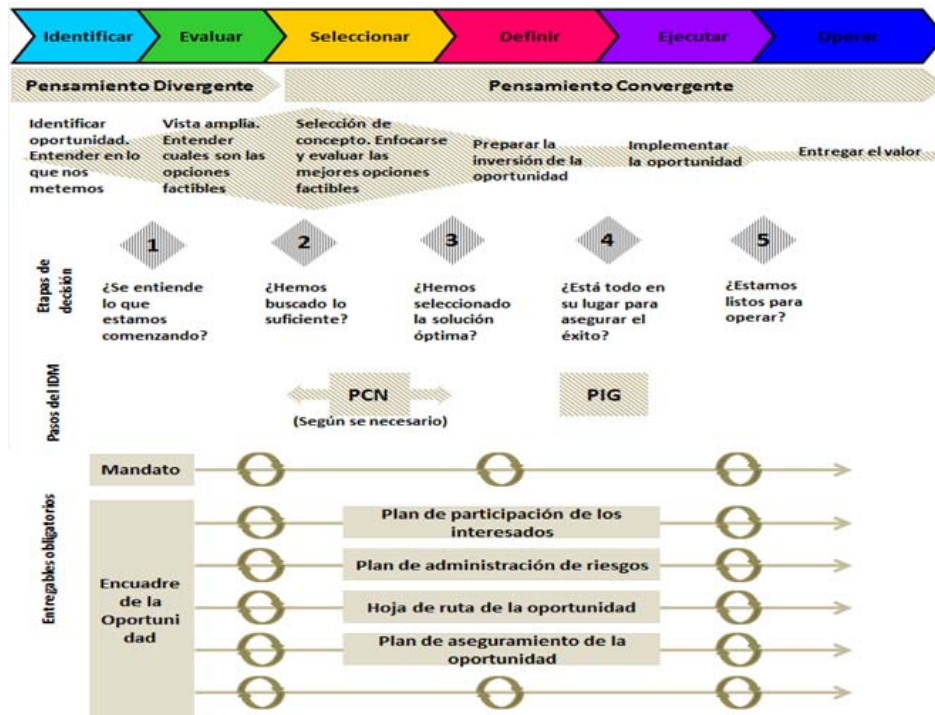 Identificar
Evaluar
Seleccionar
Definir
Ejecutar
Operar
Pensamiento Divergente
Pensamiento Convergente
Identificar
oportunidad.
Entender en lo
que nos
metemos
Vista amplia.
Entender
cuales son las
opciones
factibles
Selección de
concepto. Enfocarse
y evaluar las
mejores opciones
factibles
Preparar la
inversión de la
oportunidad
Implementar
la oportunidad
Entregar el valor
Etapas de
decisión
1
2
3
4
5
¿Se entiende
lo que
estamos
comenzando?
¿Hemos
buscado lo
suficiente?
¿Hemos
seleccionado
la solución
óptima?
¿Está todo en
su lugar para
asegurar el
éxito?
¿Estamos
listos para
operar?
Pasos del IDM
PCN
(Según se necesario)
PIG
Entregables obligatorios
Mandato
Encuadre
de la
Oportuni
dad
Plan de participación de los
interesados
Plan de administración de riesgos
Hoja de ruta de la oportunidad
Plan de aseguramiento de la
oportunidad